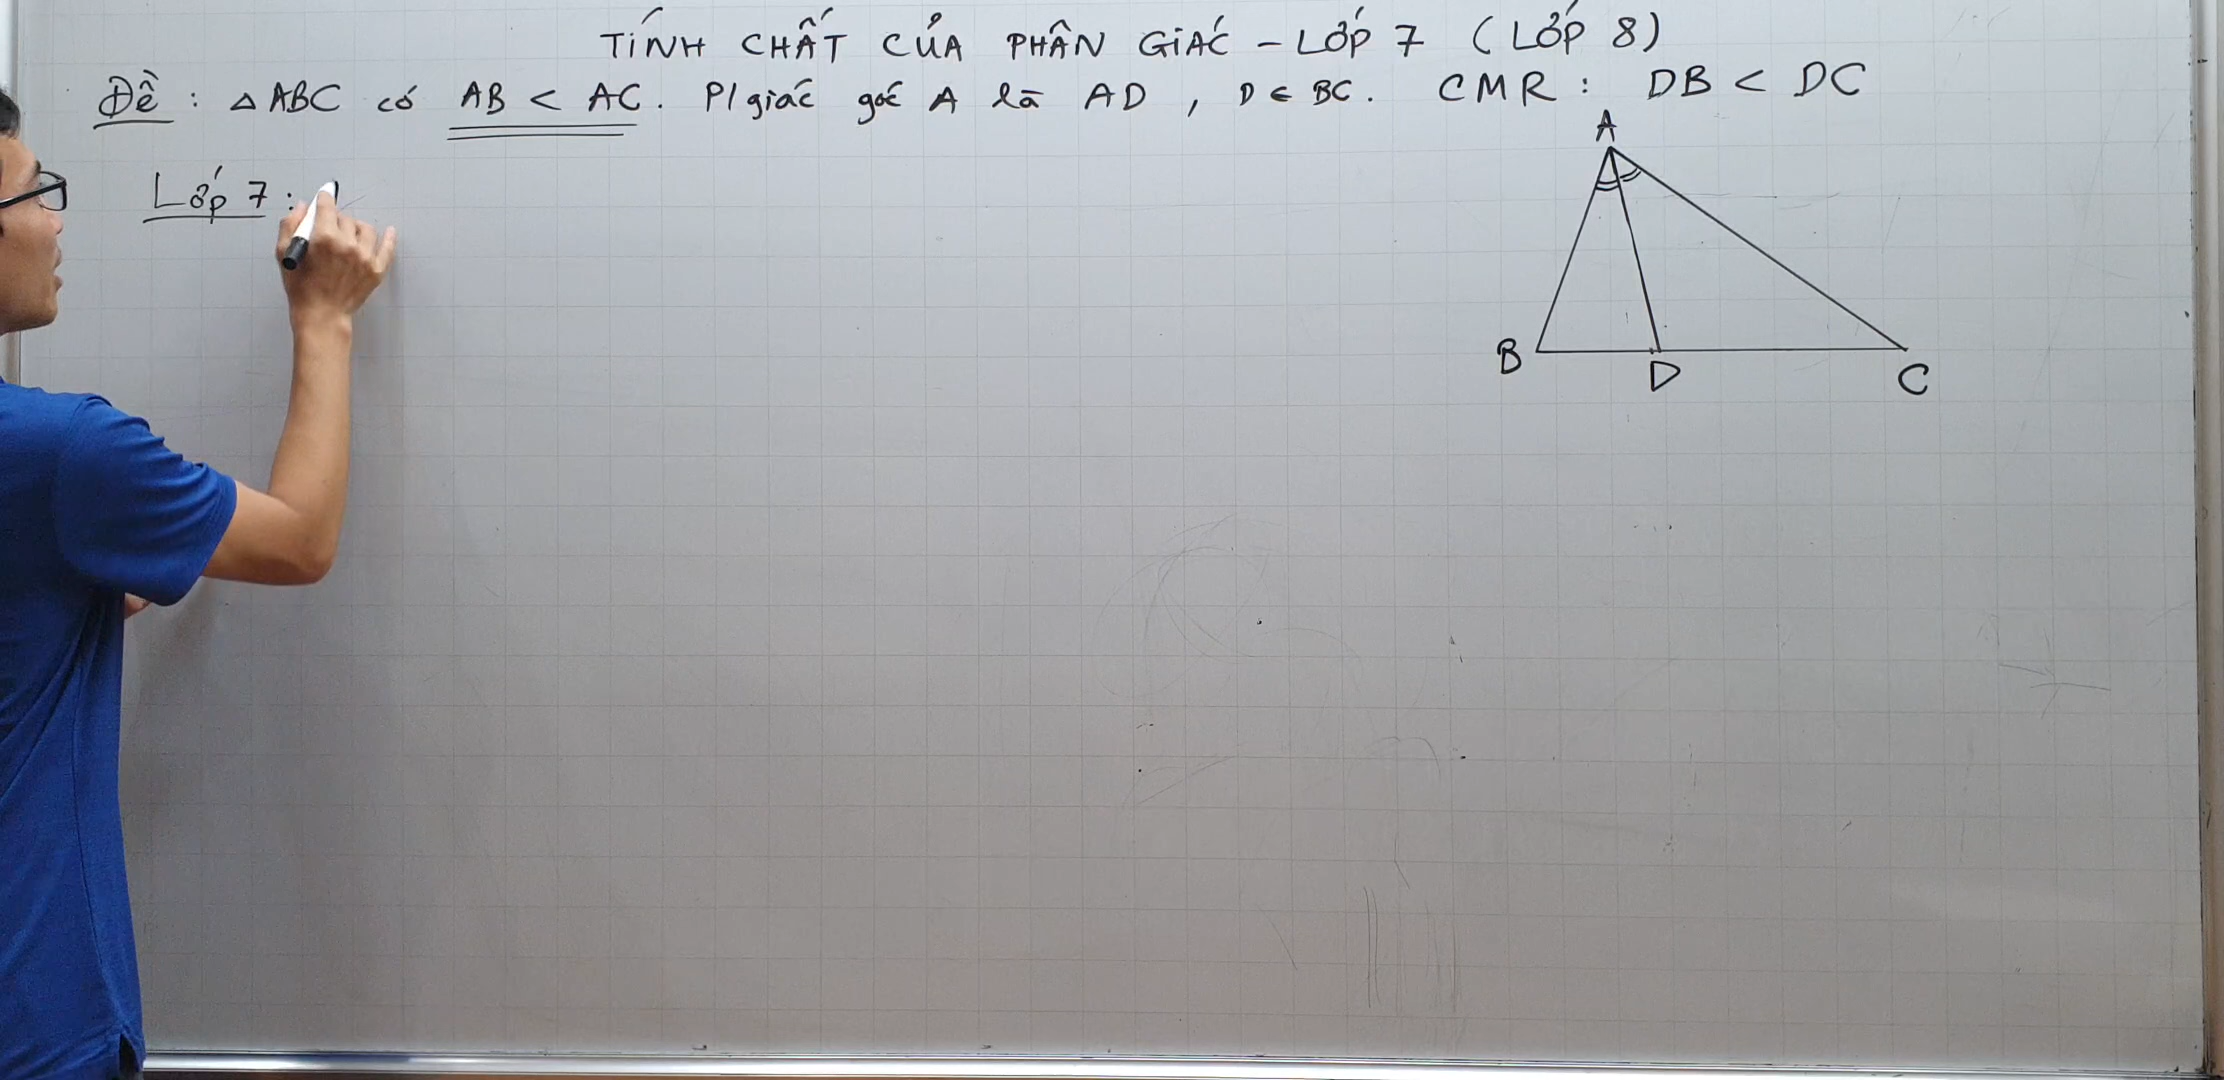 TÍNH CHẤT CỦA PHÂN GIÁC - LỚP 7 (LỚP 8)
Đề : △ABC có AB < AC. P/giác góc A là AD , D ∈ BC. CMR : DB < DC
Lớp 7 :
A
B
D
C